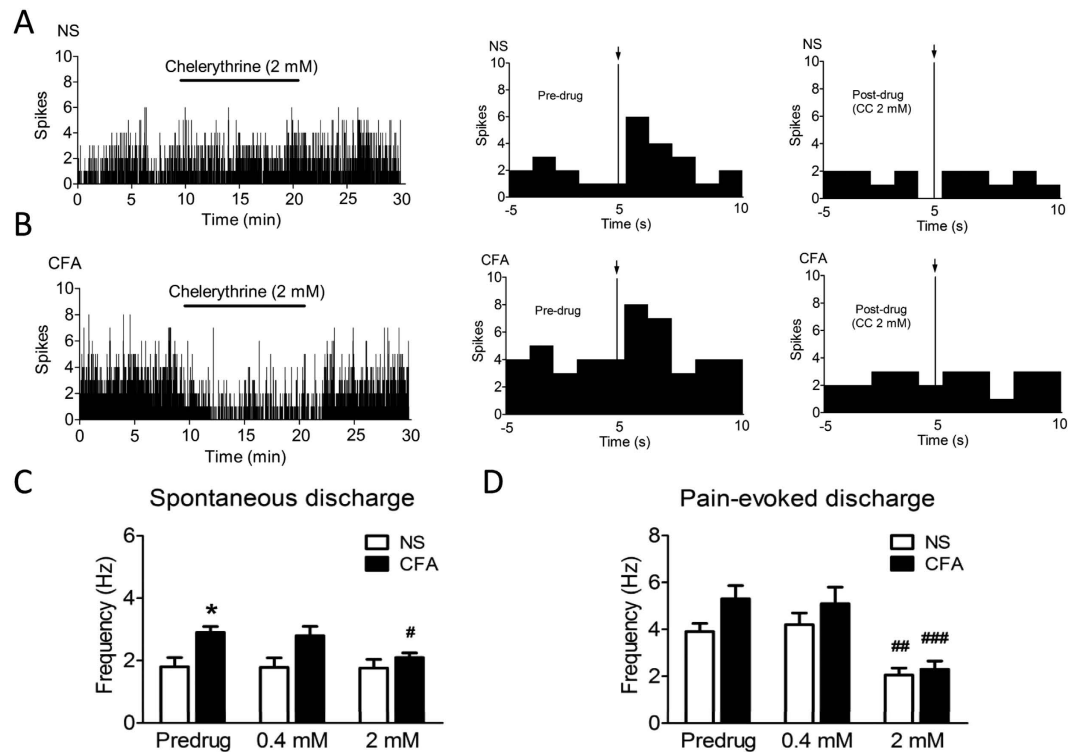 A
NS
Chelerythrine (2 mM)
Spikes
10
8
6
4
2
0
0 5 10 15 20 25 30
Time (min)
NS
Pre-drug
Spikes
10
8
6
4
2
0
-5 5 10
Time (s)
NS
Post-drug
(CC 2 mM)
Spikes
10
8
6
4
2
0
-5 5 10
Time (s)
B
CFA
Chelerythrine (2 mM)
Spikes
10
8
6
4
2
0
0 5 10 15 20 25 30
Time (min)
CFA
Pre-drug
Spikes
10
8
6
4
2
0
-5 5 10
Time (s)
CFA
Post-drug
(CC 2 mM)
Spikes
10
8
6
4
2
0
-5 5 10
Time (s)
C
Spontaneous discharge
Frequency (Hz)
6
4
2
0
NS
CFA
*
#
Predrug 0.4 mM 2 mM
D
Pain-evoked discharge
Frequency (Hz)
8
6
4
2
0
NS
CFA
## ###
Predrug 0.4 mM 2 mM